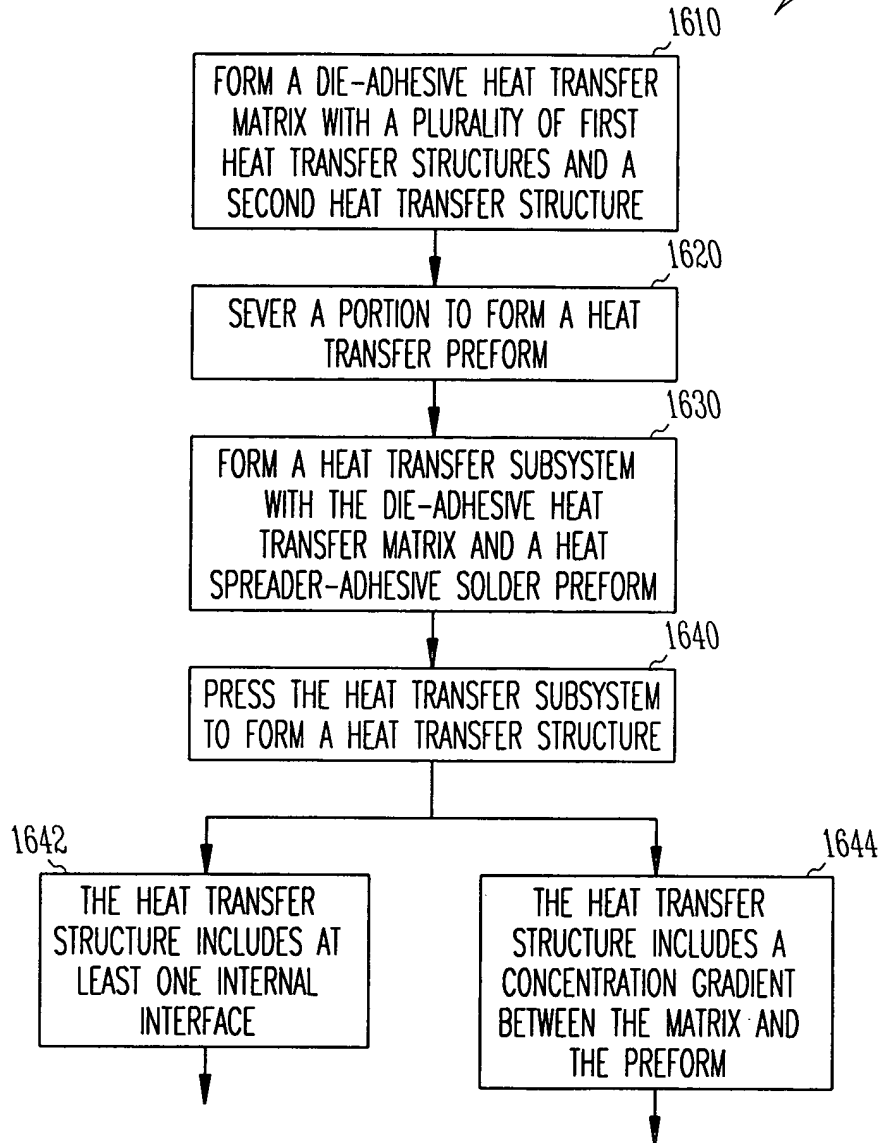 1610
FORM A DIE-ADHESIVE HEAT TRANSFER
MATRIX WITH A PLURALITY OF FIRST
HEAT TRANSFER STRUCTURES AND A
SECOND HEAT TRANSFER STRUCTURE
1620
SEVER A PORTION TO FORM A HEAT
TRANSFER PREFORM
1630
FORM A HEAT TRANSFER SUBSYSTEM
WITH THE DIE-ADHESIVE HEAT
TRANSFER MATRIX AND A HEAT
SPREADER-ADHESIVE SOLDER PREFORM
1640
PRESS THE HEAT TRANSFER SUBSYSTEM
TO FORM A HEAT TRANSFER STRUCTURE
1642
THE HEAT TRANSFER
STRUCTURE INCLUDES AT
LEAST ONE INTERNAL
INTERFACE
1644
THE HEAT TRANSFER
STRUCTURE INCLUDES A
CONCENTRATION GRADIENT
BETWEEN THE MATRIX AND
THE PREFORM